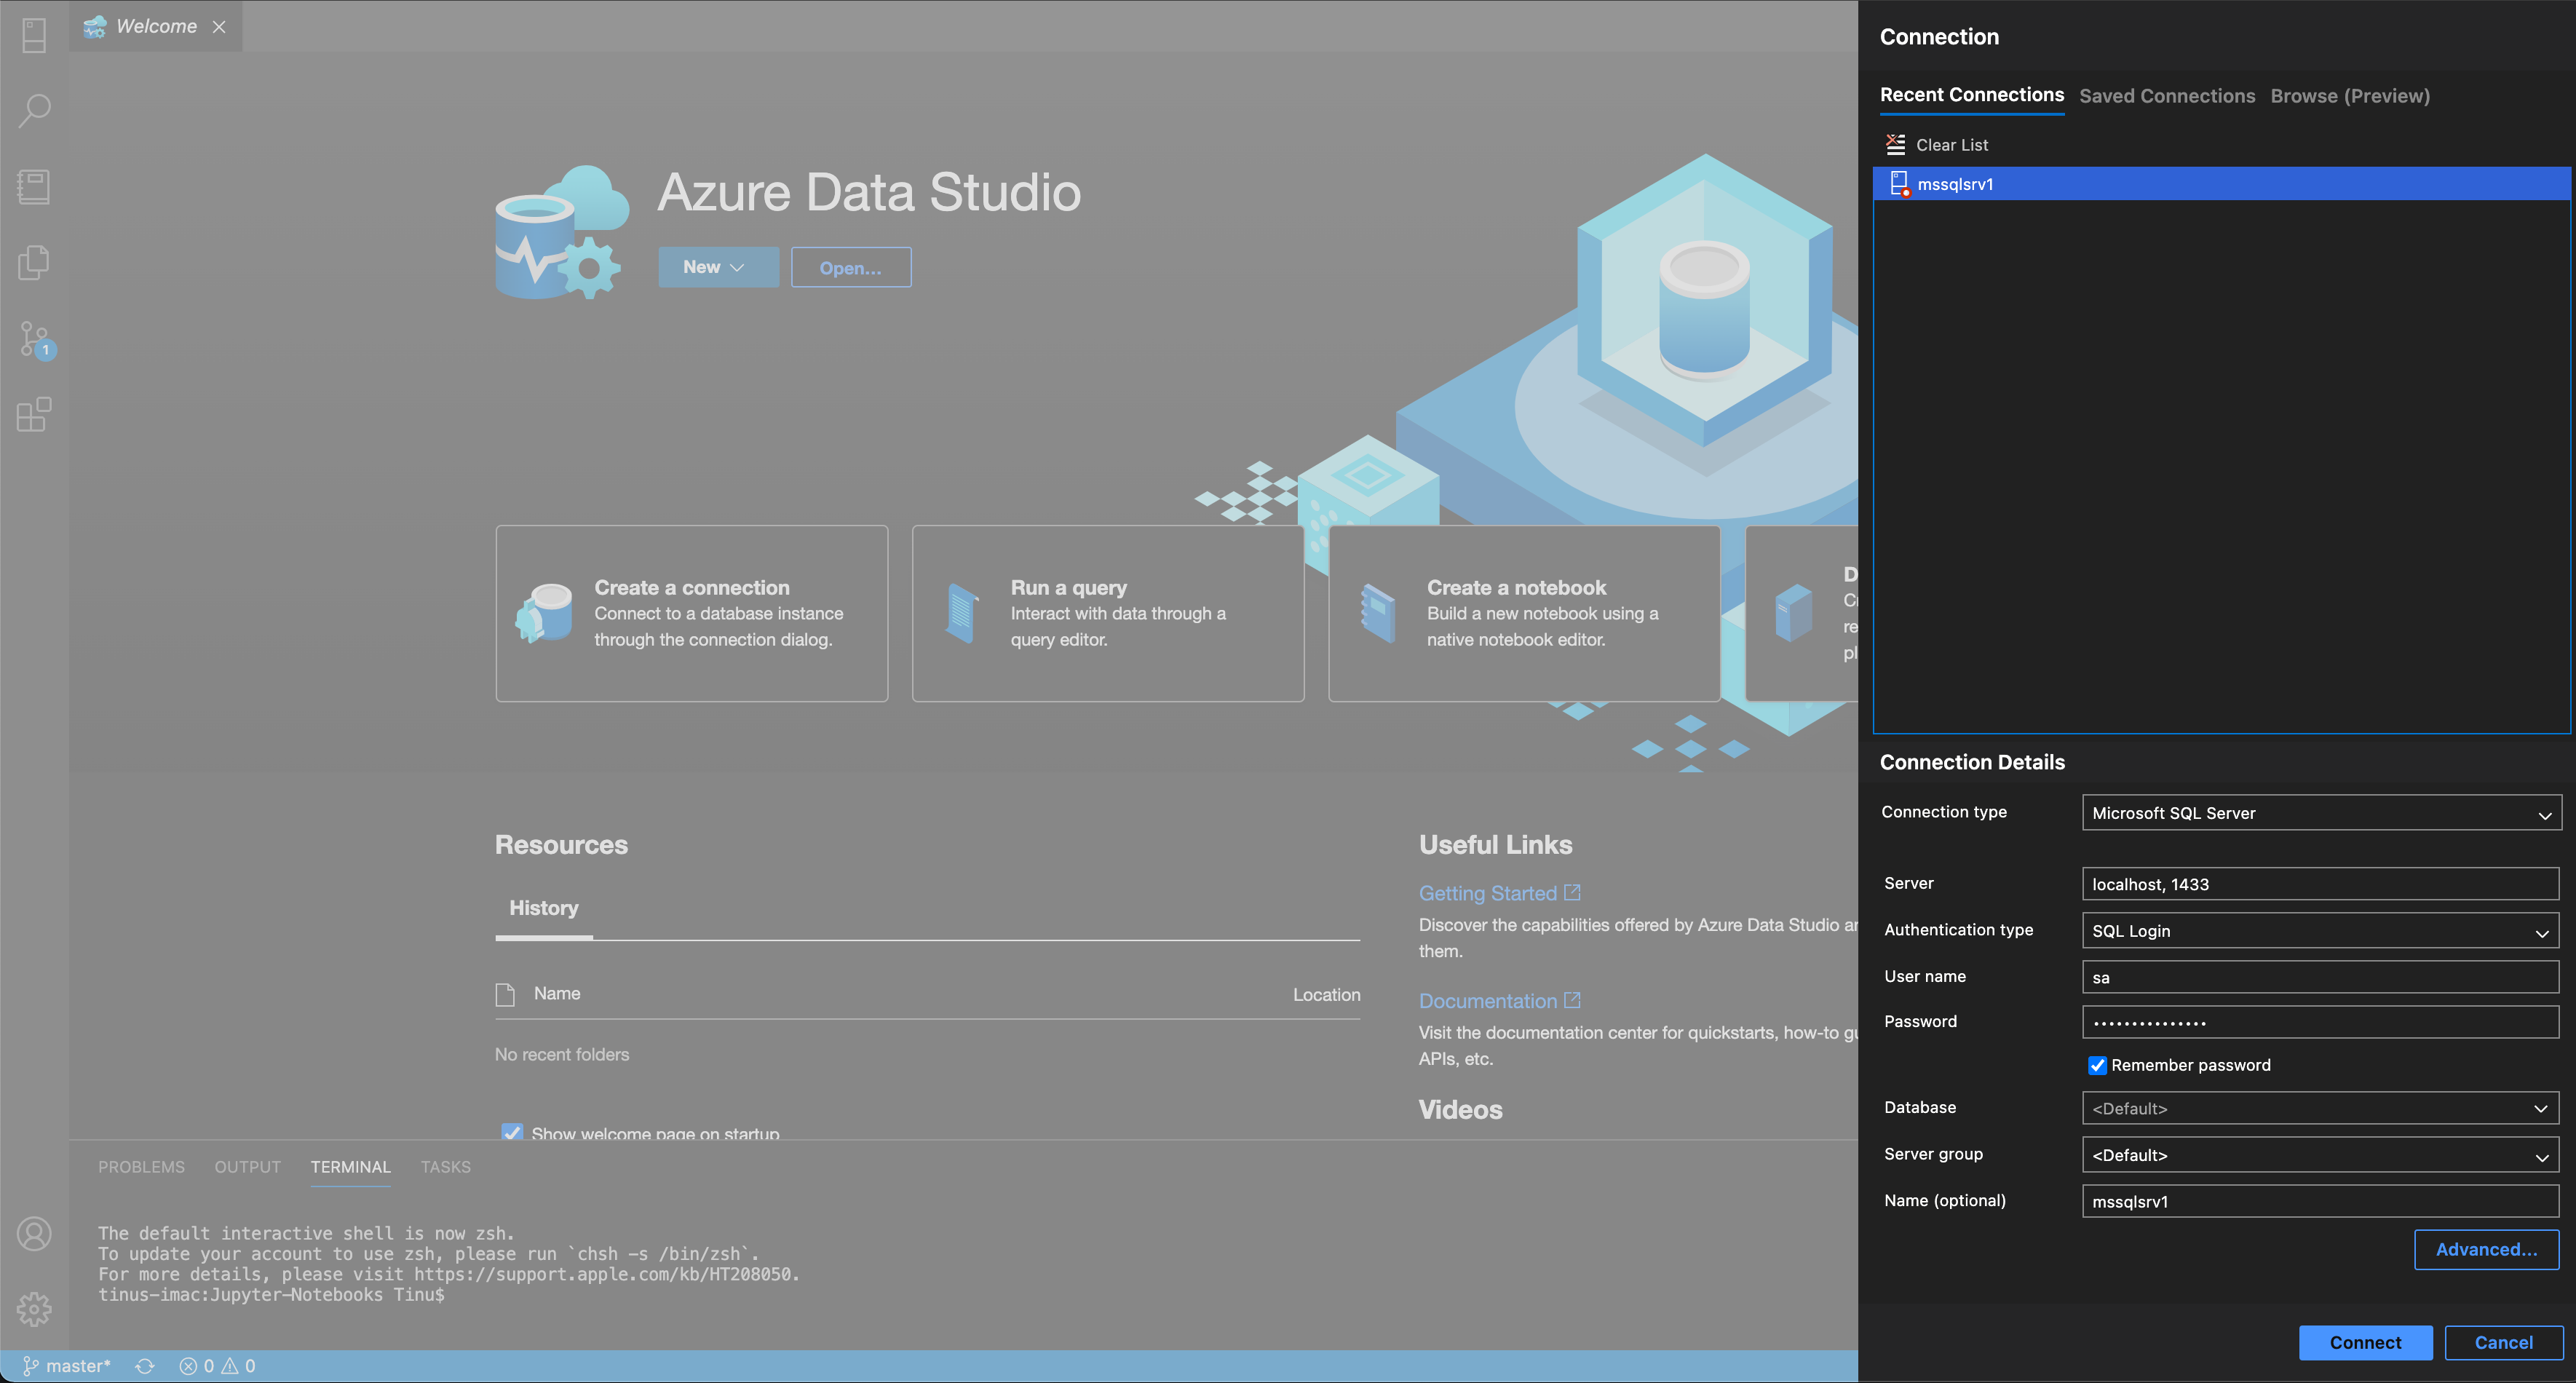 Welcome
Azure Data Studio
New
Open...
Create a connection
Connect to a database instance
through the connection dialog.
Run a query
Interact with data through a
query editor.
Create a notebook
Build a new notebook using a
native notebook editor.
D
C
re
pl
Resources
History
Name
Location
No recent folders
Show welcome page on startup
Useful Links
Getting Started
Discover the capabilities offered by Azure Data Studio ar
them.
Documentation
Visit the documentation center for quickstarts, how-to gu
APIs, etc.
Videos
1
PROBLEMS
OUTPUT
TERMINAL
TASKS
The default interactive shell is now zsh.
To update your account to use zsh, please run `chsh -s /bin/zsh`.
For more details, please visit https://support.apple.com/kb/HT208050.
tinus-imac:Jupyter-Notebooks Tinu$
master*
0
0
Connection
Recent Connections
Saved Connections
Browse (Preview)
Clear List
mssqlsrv1
Connection Details
Connection type
Microsoft SQL Server
Server
localhost, 1433
Authentication type
SQL Login
User name
sa
Password
•••••••••••••••
Remember password
Database
<Default>
Server group
<Default>
Name (optional)
mssqlsrv1
Advanced...
Connect
Cancel